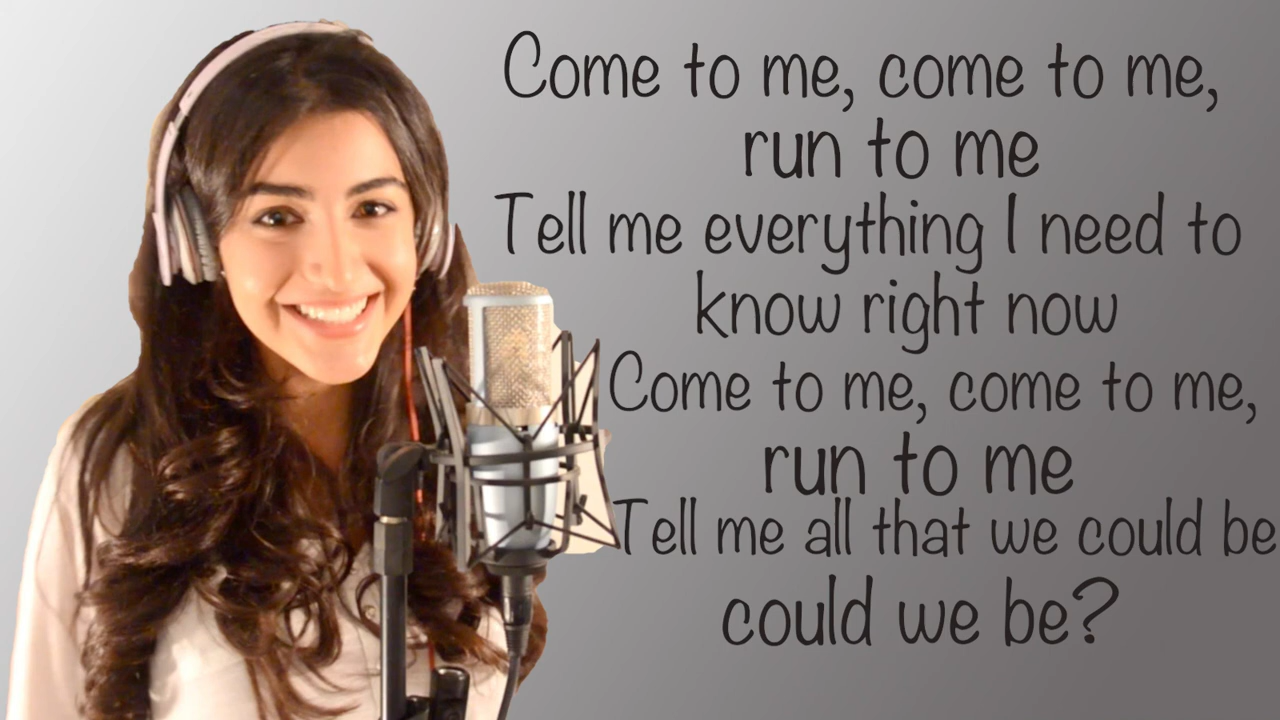 Come to me, come to me,
run to me
Tell me everything I need to
know right now
Come to me, come to me,
run to me
Tell me all that we could be
could we be?